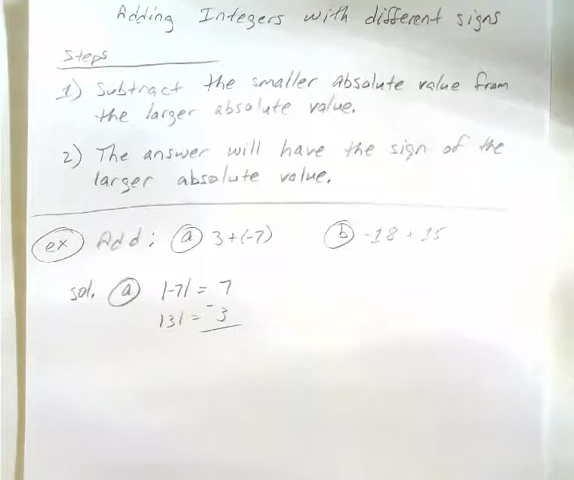 Adding Integers with different signs
Steps
1) Subtract the smaller absolute value from
the larger absolute value.
2) The answer will have the sign of the
larger absolute value.
ex Add: a 3+(-7) b -18 + 15
sol. a |-7| = 7
|3| = -3